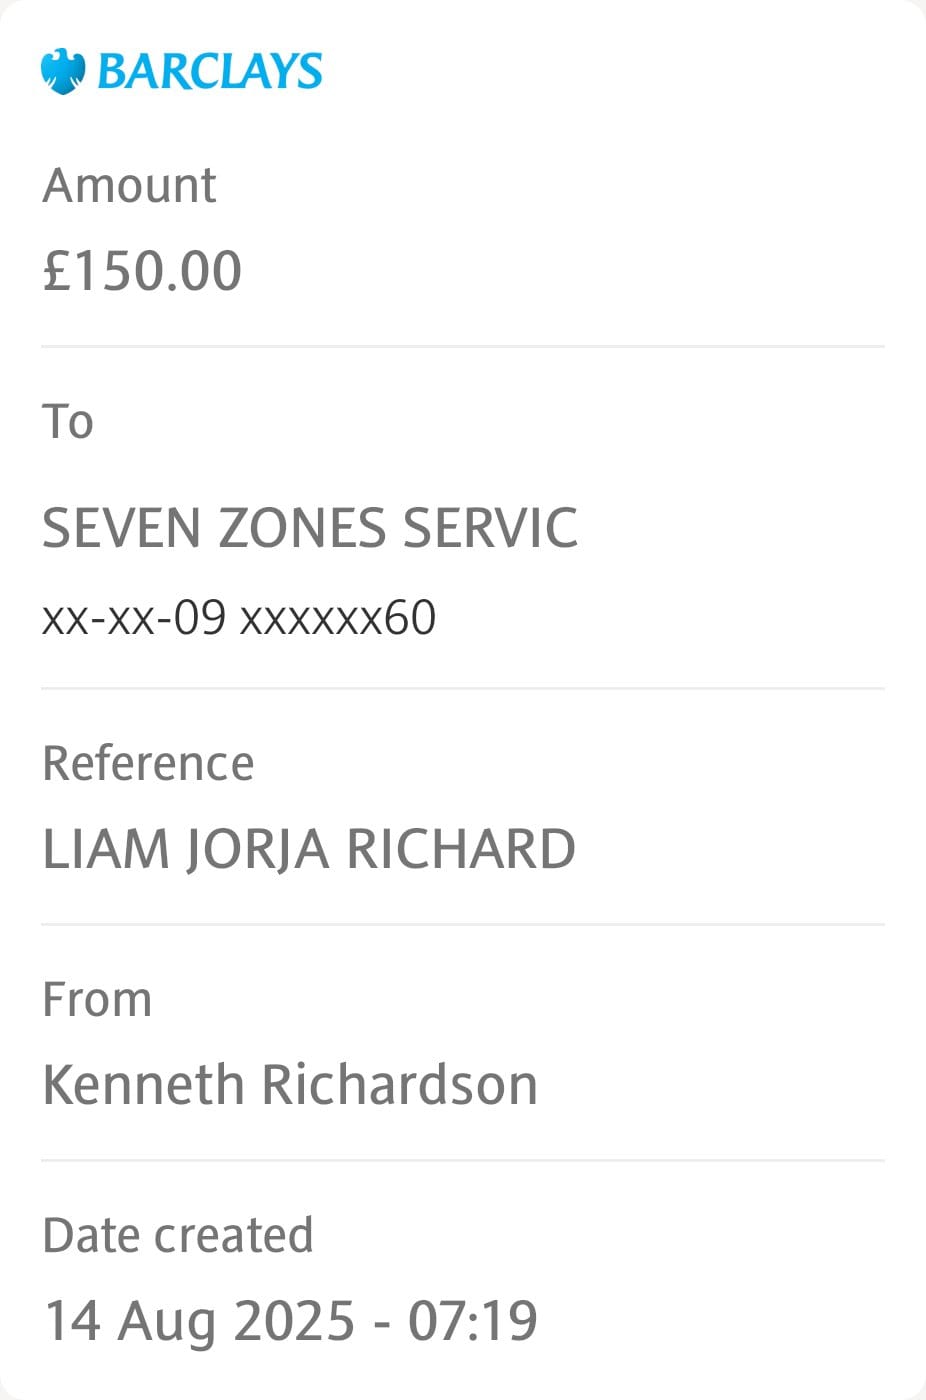 BARCLAYS
Amount
£150.00
To
SEVEN ZONES SERVIC
xx-xx-09 xxxxxx60
Reference
LIAM JORJA RICHARD
From
Kenneth Richardson
Date created
14 Aug 2025 - 07:19